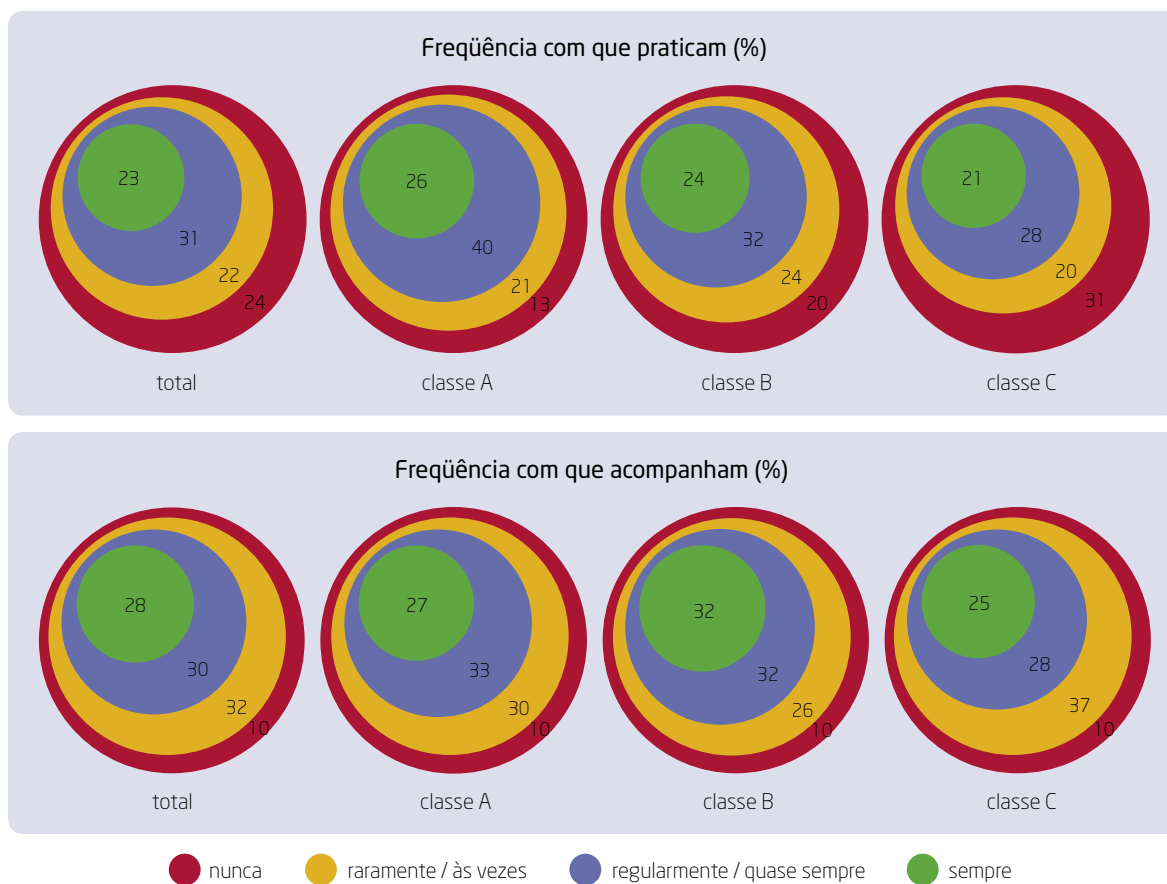 Freqüência com que praticam (%)
23 26 24 21
31 40 32 28
22 21 24 20
24 13 20 31
total classe A classe B classe C
Freqüência com que acompanham (%)
28 27 32 25
30 33 32 28
32 30 26 37
10 10 10 10
total classe A classe B classe C
nunca raramente / às vezes regularmente / quase sempre sempre